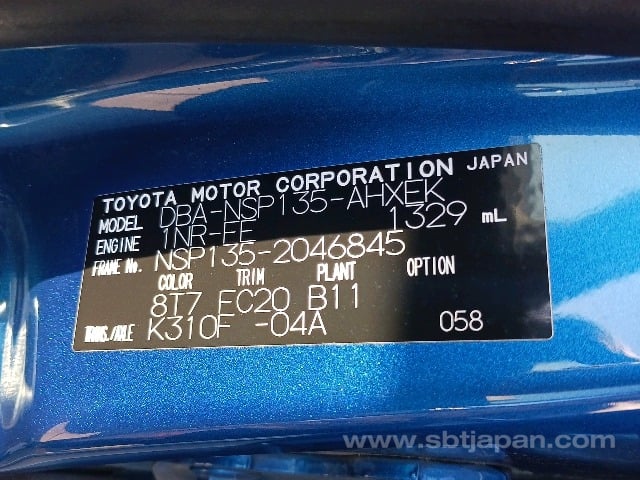 TOYOTA MOTOR CORPORATION JAPAN
MODEL DBA-NSP135-AHXEK
ENGINE 1NR-FE 1329 mL
FRAME No. NSP135-2046845
COLOR TRIM PLANT OPTION
8T7 FC20 B11
TRANS./AXLE K310F -04A 058
www.sbtjapan.com